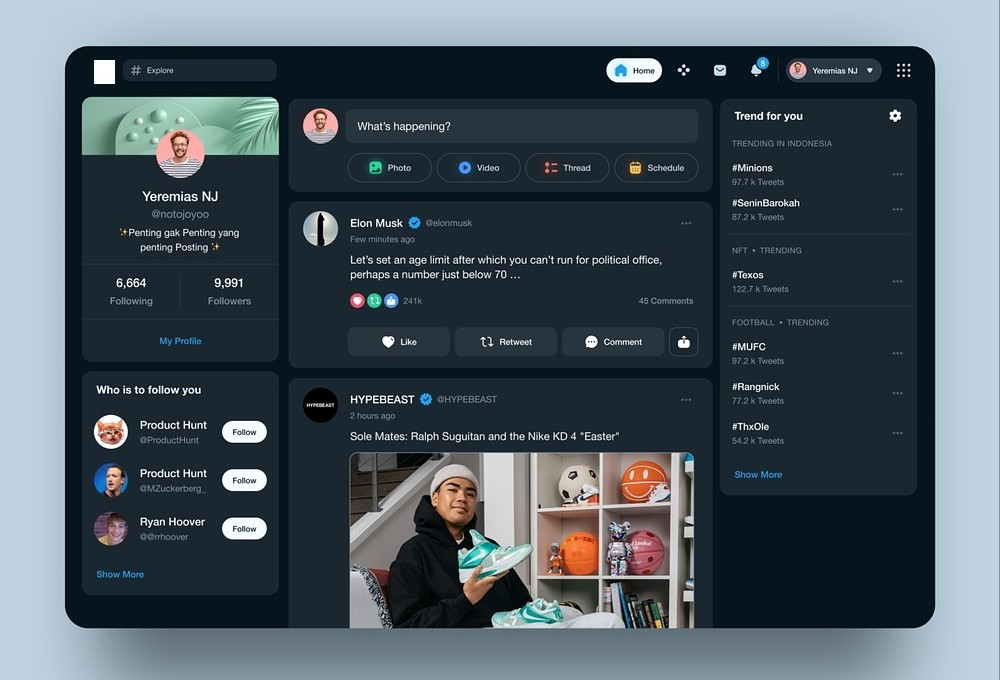 # Explore
Home
8
Yeremias NJ
Yeremias NJ
@notojoyoo
✨Penting gak Penting yang
penting Posting ✨
6,664
Following
9,991
Followers
My Profile
Who is to follow you
Product Hunt
@ProductHunt
Follow
Product Hunt
@MZuckerberg_
Follow
Ryan Hoover
@@rrhoover
Follow
Show More
What's happening?
Photo
Video
Thread
Schedule
Elon Musk @elonmusk
Few minutes ago
Let's set an age limit after which you can't run for political office,
perhaps a number just below 70 ...
241k
45 Comments
Like
Retweet
Comment
HYPEBEAST
HYPEBEAST @HYPEBEAST
2 hours ago
Sole Mates: Ralph Suguitan and the Nike KD 4 "Easter"
Trend for you
TRENDING IN INDONESIA
#Minions
97.7 k Tweets
#SeninBarokah
87.2 k Tweets
NFT • TRENDING
#Texos
122.7 k Tweets
FOOTBALL • TRENDING
#MUFC
97.2 k Tweets
#Rangnick
77.2 k Tweets
#ThxOle
54.2 k Tweets
Show More